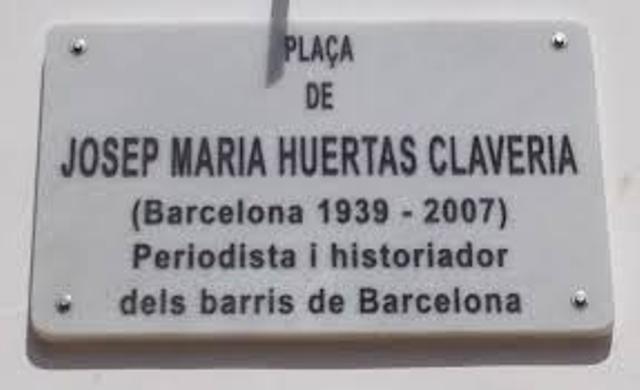 PLAÇA
DE
JOSEP MARIA HUERTAS CLAVERIA
(Barcelona 1939 - 2007)
Periodista i historiador
dels barris de Barcelona